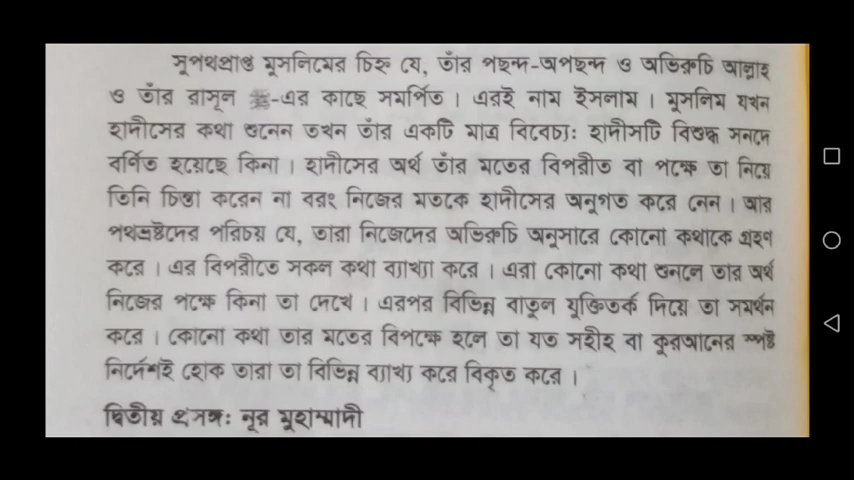 সুপথপ্রাপ্ত মুসলিমের চিহ্ন যে, তাঁর পছন্দ-অপছন্দ ও অভিরুচি আল্লাহ
ও তাঁর রাসূল ﷺ-এর কাছে সমর্পিত । এরই নাম ইসলাম । মুসলিম যখন
হাদীসের কথা শুনেন তখন তাঁর একটি মাত্র বিবেচ্য: হাদীসটি বিশুদ্ধ সনদে
বর্ণিত হয়েছে কিনা । হাদীসের অর্থ তাঁর মতের বিপরীত বা পক্ষে তা নিয়ে
তিনি চিন্তা করেন না বরং নিজের মতকে হাদীসের অনুগত করে নেন । আর
পথভ্রষ্টদের পরিচয় যে, তারা নিজেদের অভিরুচি অনুসারে কোনো কথাকে গ্রহণ
করে । এর বিপরীতে সকল কথা ব্যাখ্যা করে । এরা কোনো কথা শুনলে তার অর্থ
নিজের পক্ষে কিনা তা দেখে । এরপর বিভিন্ন বাতুল যুক্তিতর্ক দিয়ে তা সমর্থন
করে । কোনো কথা তার মতের বিপক্ষে হলে তা যত সহীহ বা কুরআনের স্পষ্ট
নির্দেশই হোক তারা তা বিভিন্ন ব্যাখ্য করে বিকৃত করে ।
দ্বিতীয় প্রসঙ্গ: নূর মুহাম্মাদী